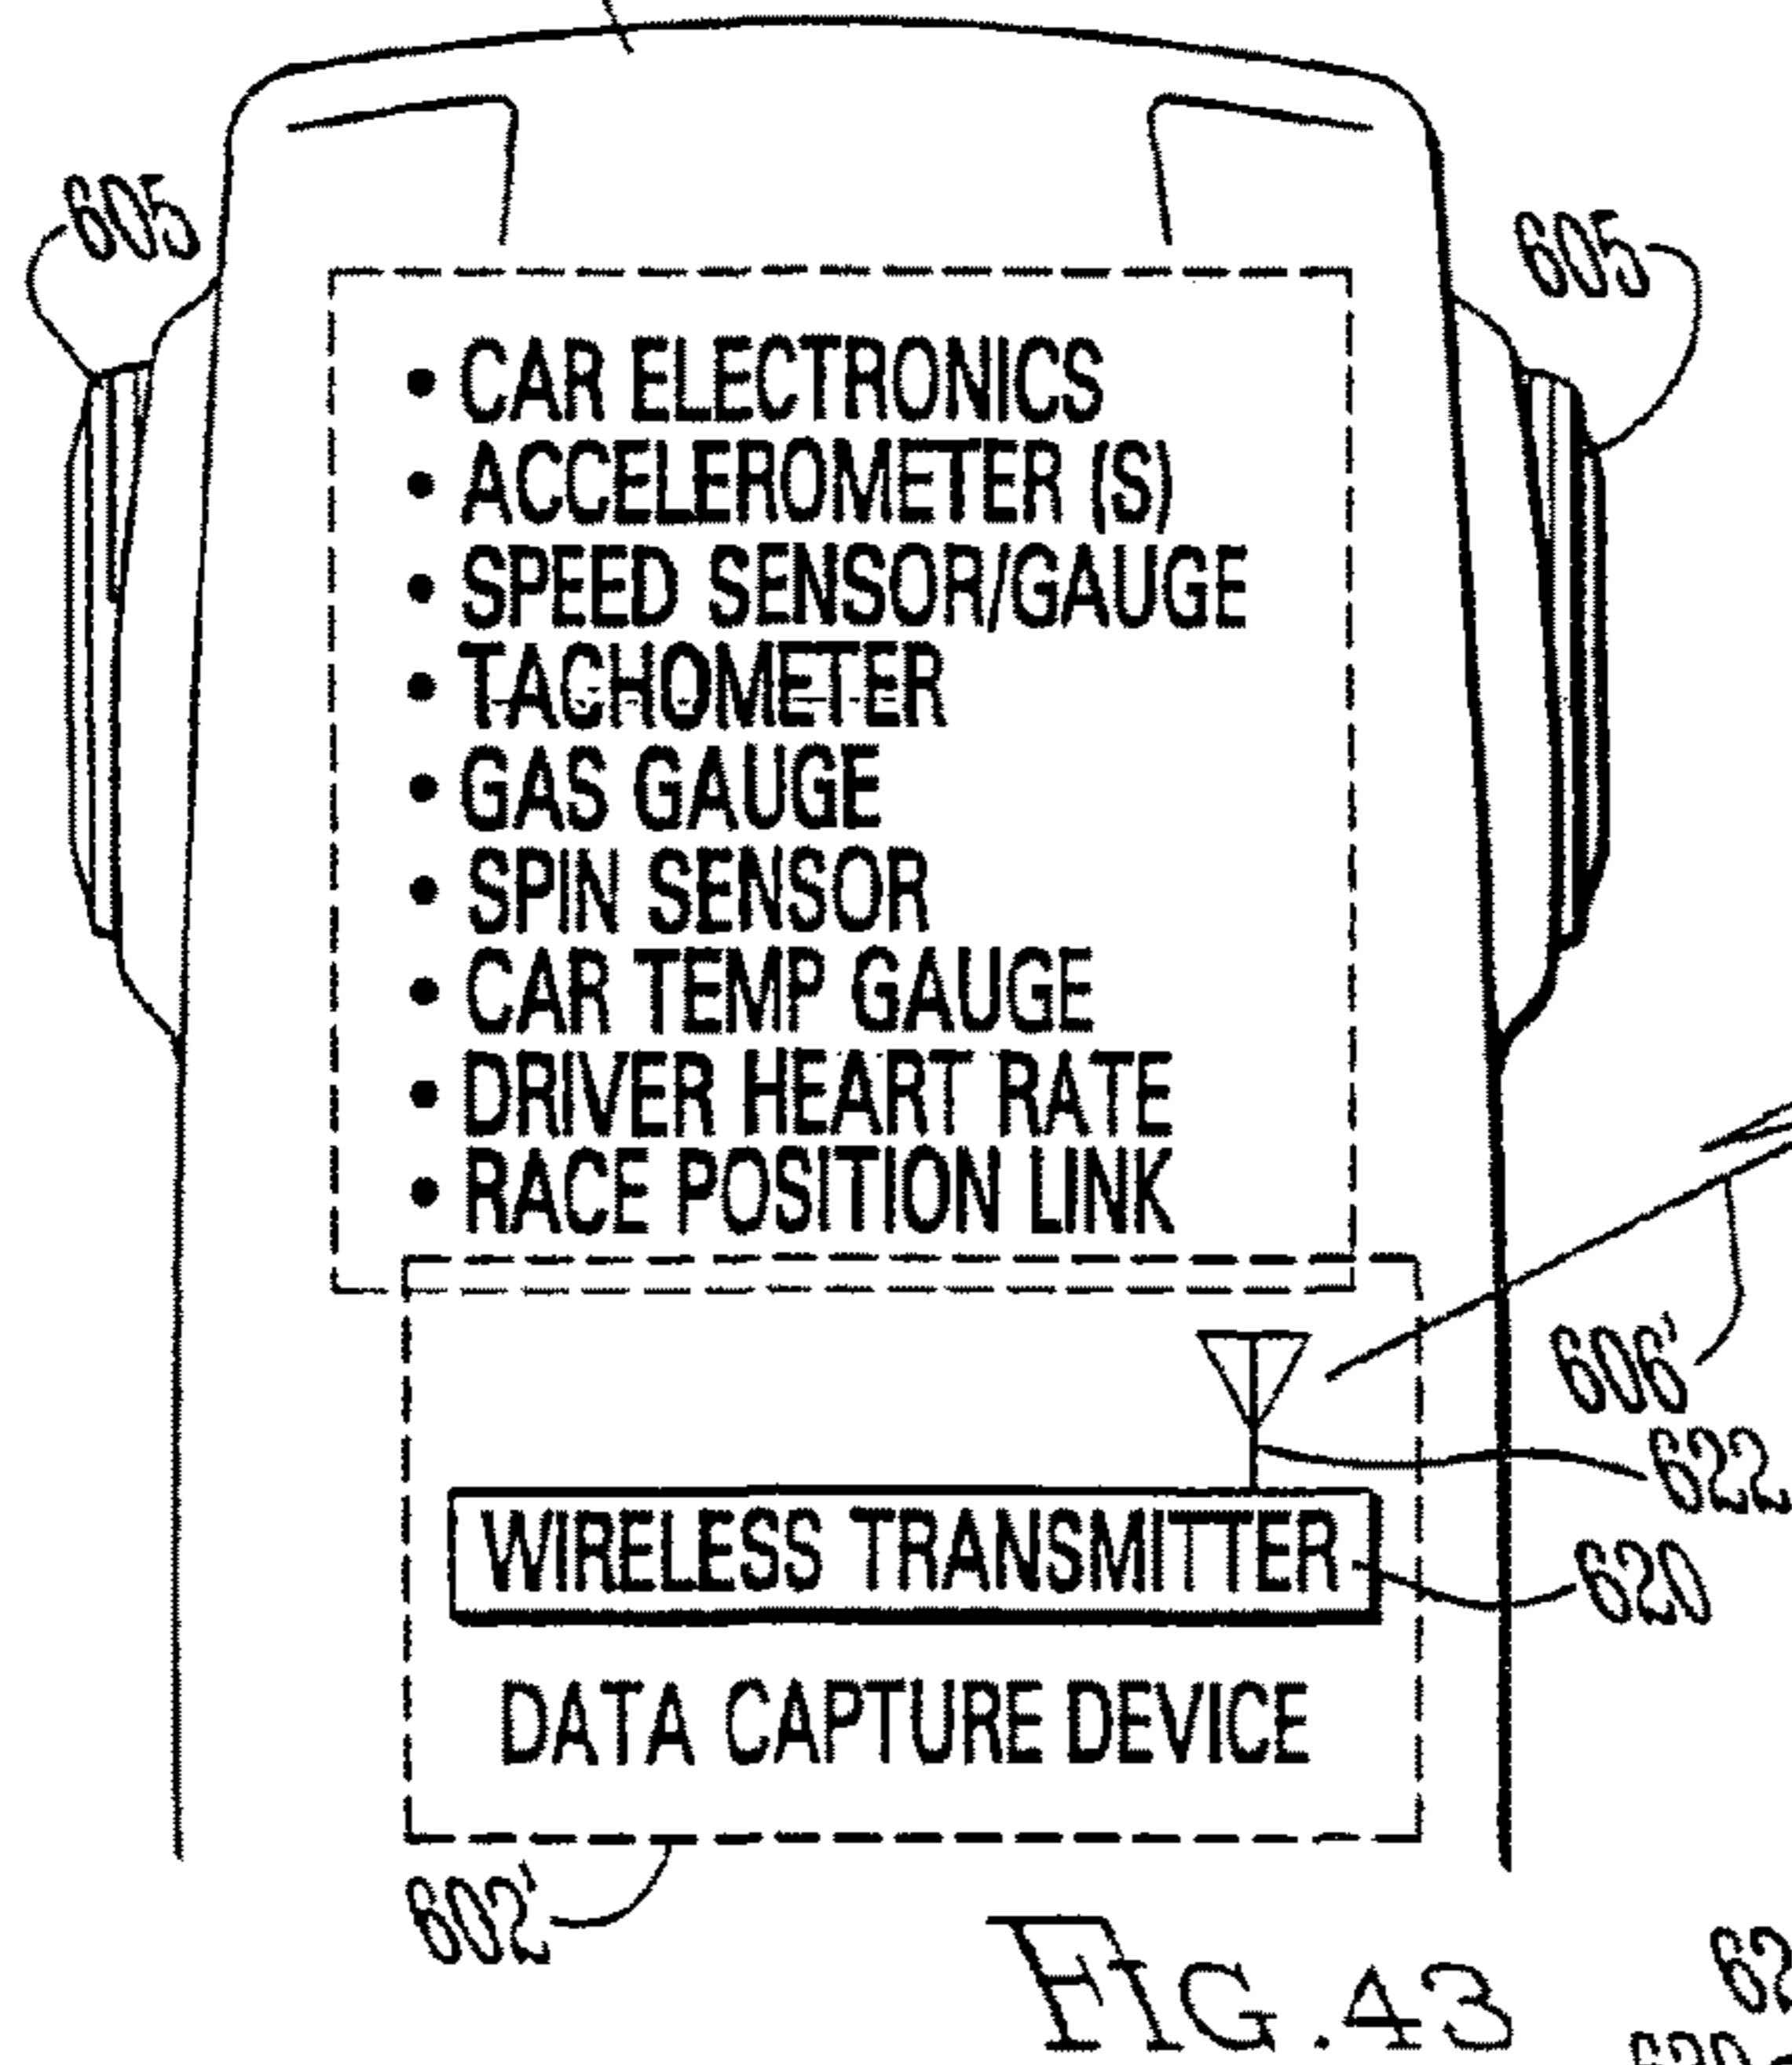 605
605
• CAR ELECTRONICS
• ACCELEROMETER (S)
• SPEED SENSOR/GAUGE
• TACHOMETER
• GAS GAUGE
• SPIN SENSOR
• CAR TEMP GAUGE
• DRIVER HEART RATE
• RACE POSITION LINK
606'
622
WIRELESS TRANSMITTER
620
DATA CAPTURE DEVICE
602'
FIG.43